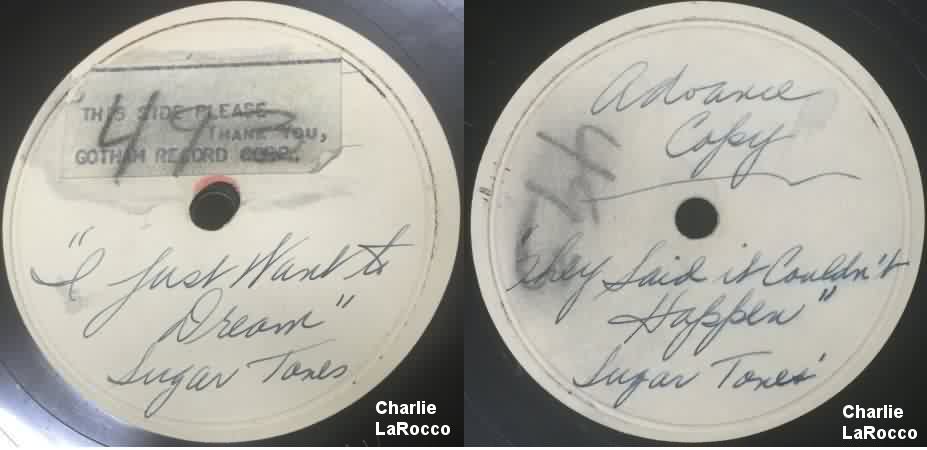 THIS SIDE PLEASE
THANK YOU,
GOTHAM RECORD CORP.
493
"I Just Want to
Dream"
Sugar Tones
Charlie
LaRocco
Advance
Copy
"They Said it Couldn't
Happen"
Sugar Tones
Charlie
LaRocco